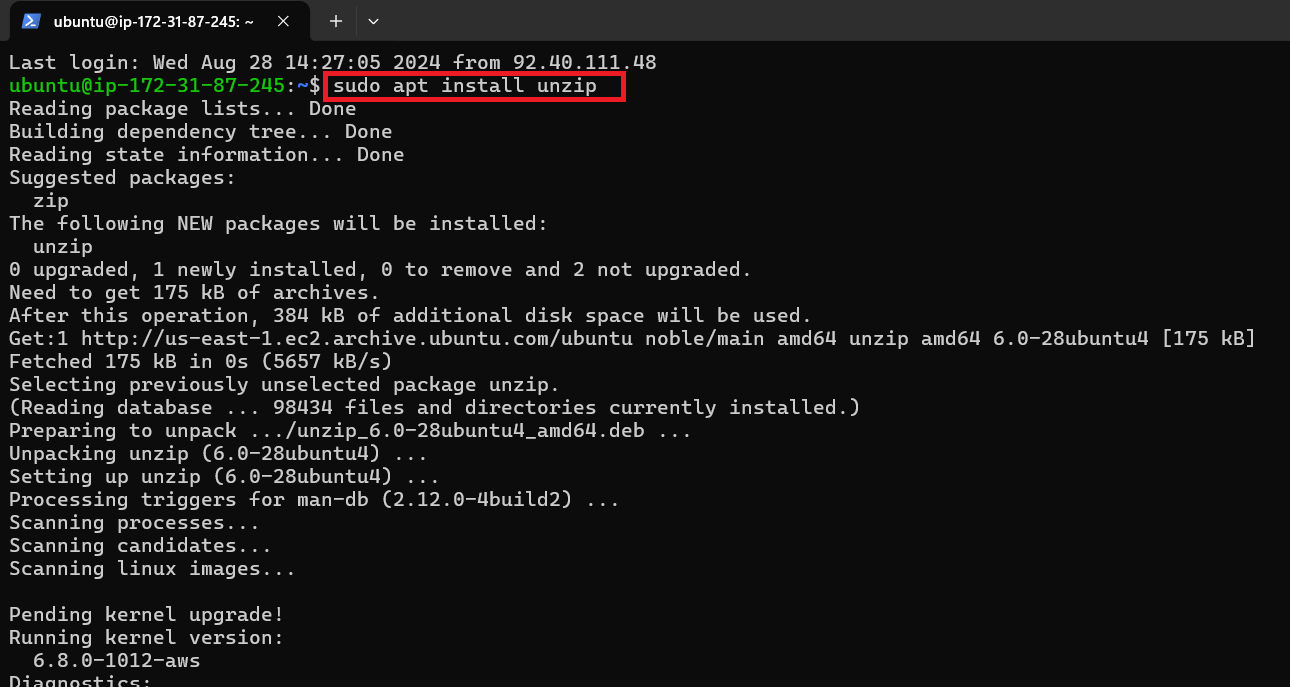 ubuntu@ip-172-31-87-245: ~
Last login: Wed Aug 28 14:27:05 2024 from 92.40.111.48
ubuntu@ip-172-31-87-245:~$ sudo apt install unzip
Reading package lists... Done
Building dependency tree... Done
Reading state information... Done
Suggested packages:
  zip
The following NEW packages will be installed:
  unzip
0 upgraded, 1 newly installed, 0 to remove and 2 not upgraded.
Need to get 175 kB of archives.
After this operation, 384 kB of additional disk space will be used.
Get:1 http://us-east-1.ec2.archive.ubuntu.com/ubuntu noble/main amd64 unzip amd64 6.0-28ubuntu4 [175 kB]
Fetched 175 kB in 0s (5657 kB/s)
Selecting previously unselected package unzip.
(Reading database ... 98434 files and directories currently installed.)
Preparing to unpack .../unzip_6.0-28ubuntu4_amd64.deb ...
Unpacking unzip (6.0-28ubuntu4) ...
Setting up unzip (6.0-28ubuntu4) ...
Processing triggers for man-db (2.12.0-4build2) ...
Scanning processes...
Scanning candidates...
Scanning linux images...
Pending kernel upgrade!
Running kernel version:
  6.8.0-1012-aws
Diagnostics: